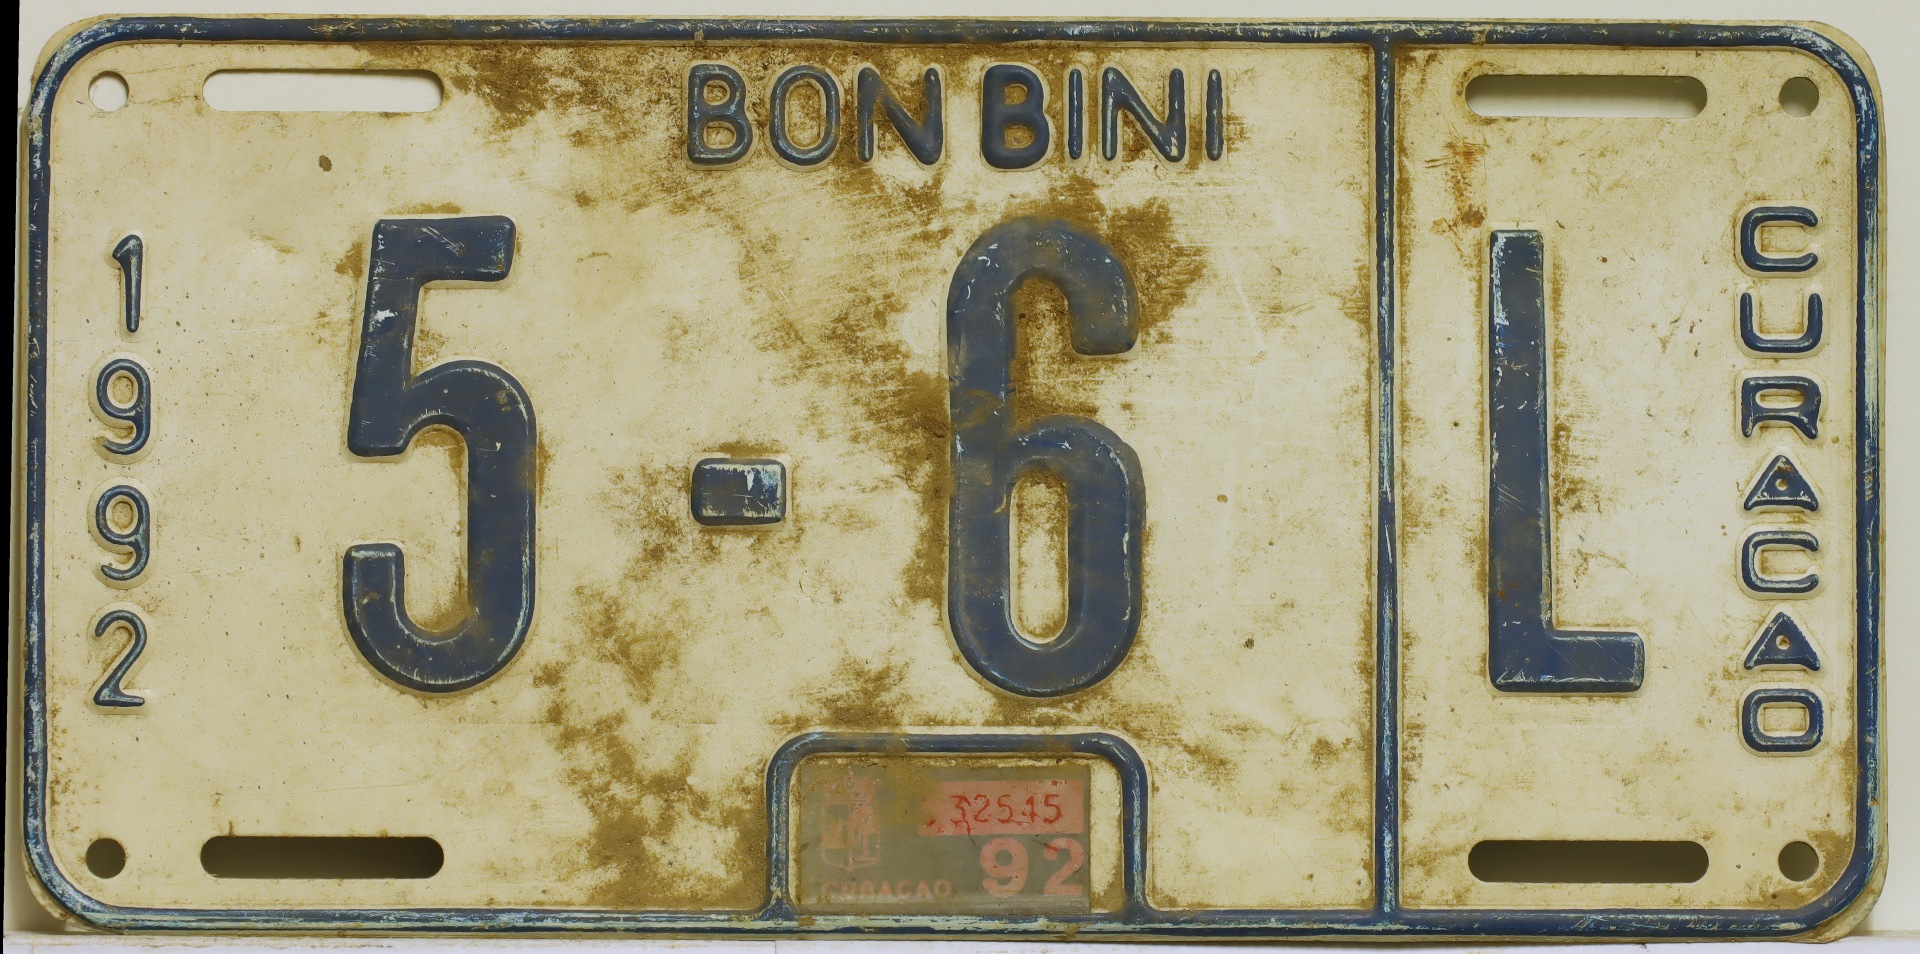 BON BINI
1992
5-6 L
CURACAO
32515
92
CURACAO